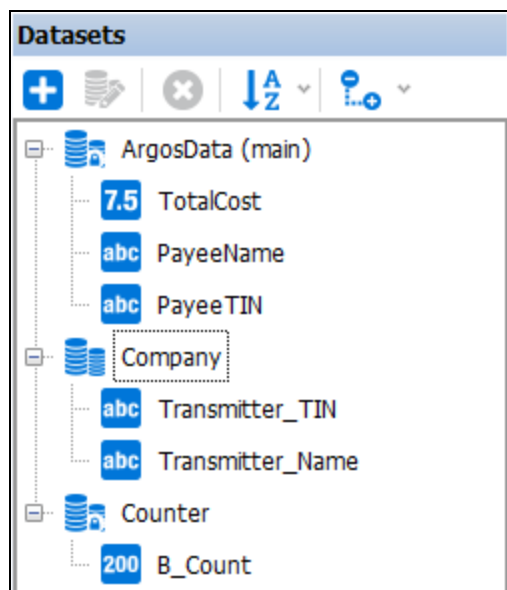 Datasets
A
Z
ArgosData (main)
7.5 TotalCost
abc PayeeName
abc PayeeTIN
Company
abc Transmitter_TIN
abc Transmitter_Name
Counter
200 B_Count